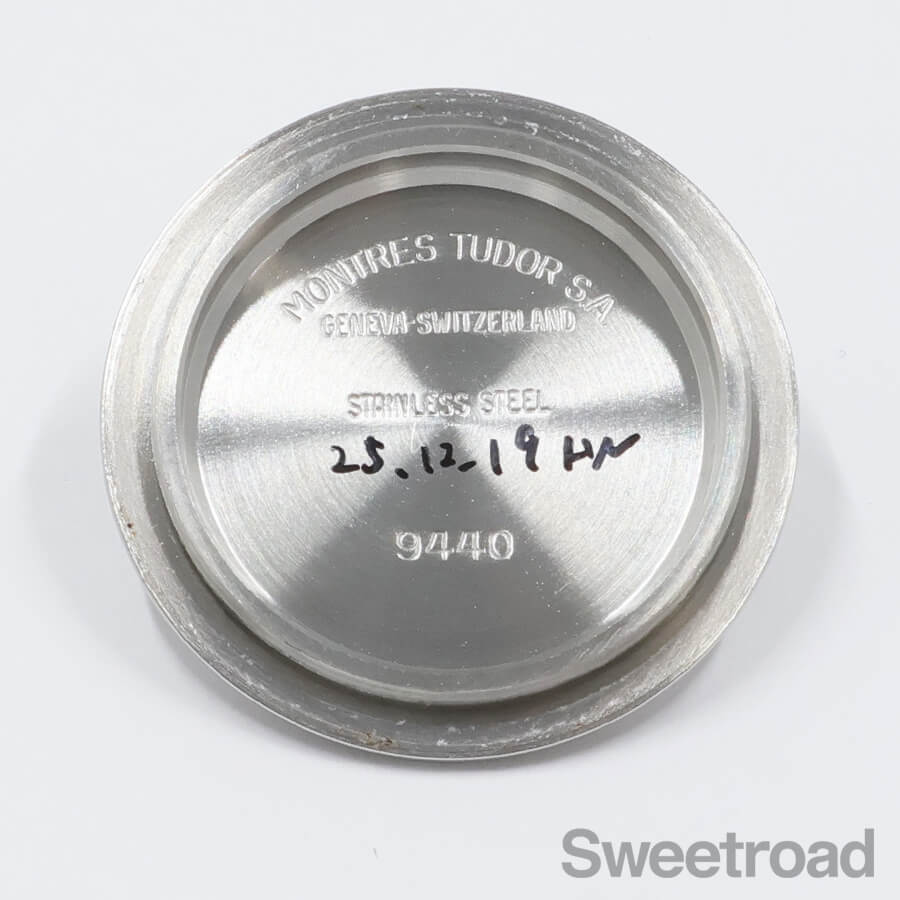 MONTRES TUDOR S.A
GENEVA-SWITZERLAND
STAINLESS STEEL
25.12.19 HN
9440
Sweetroad